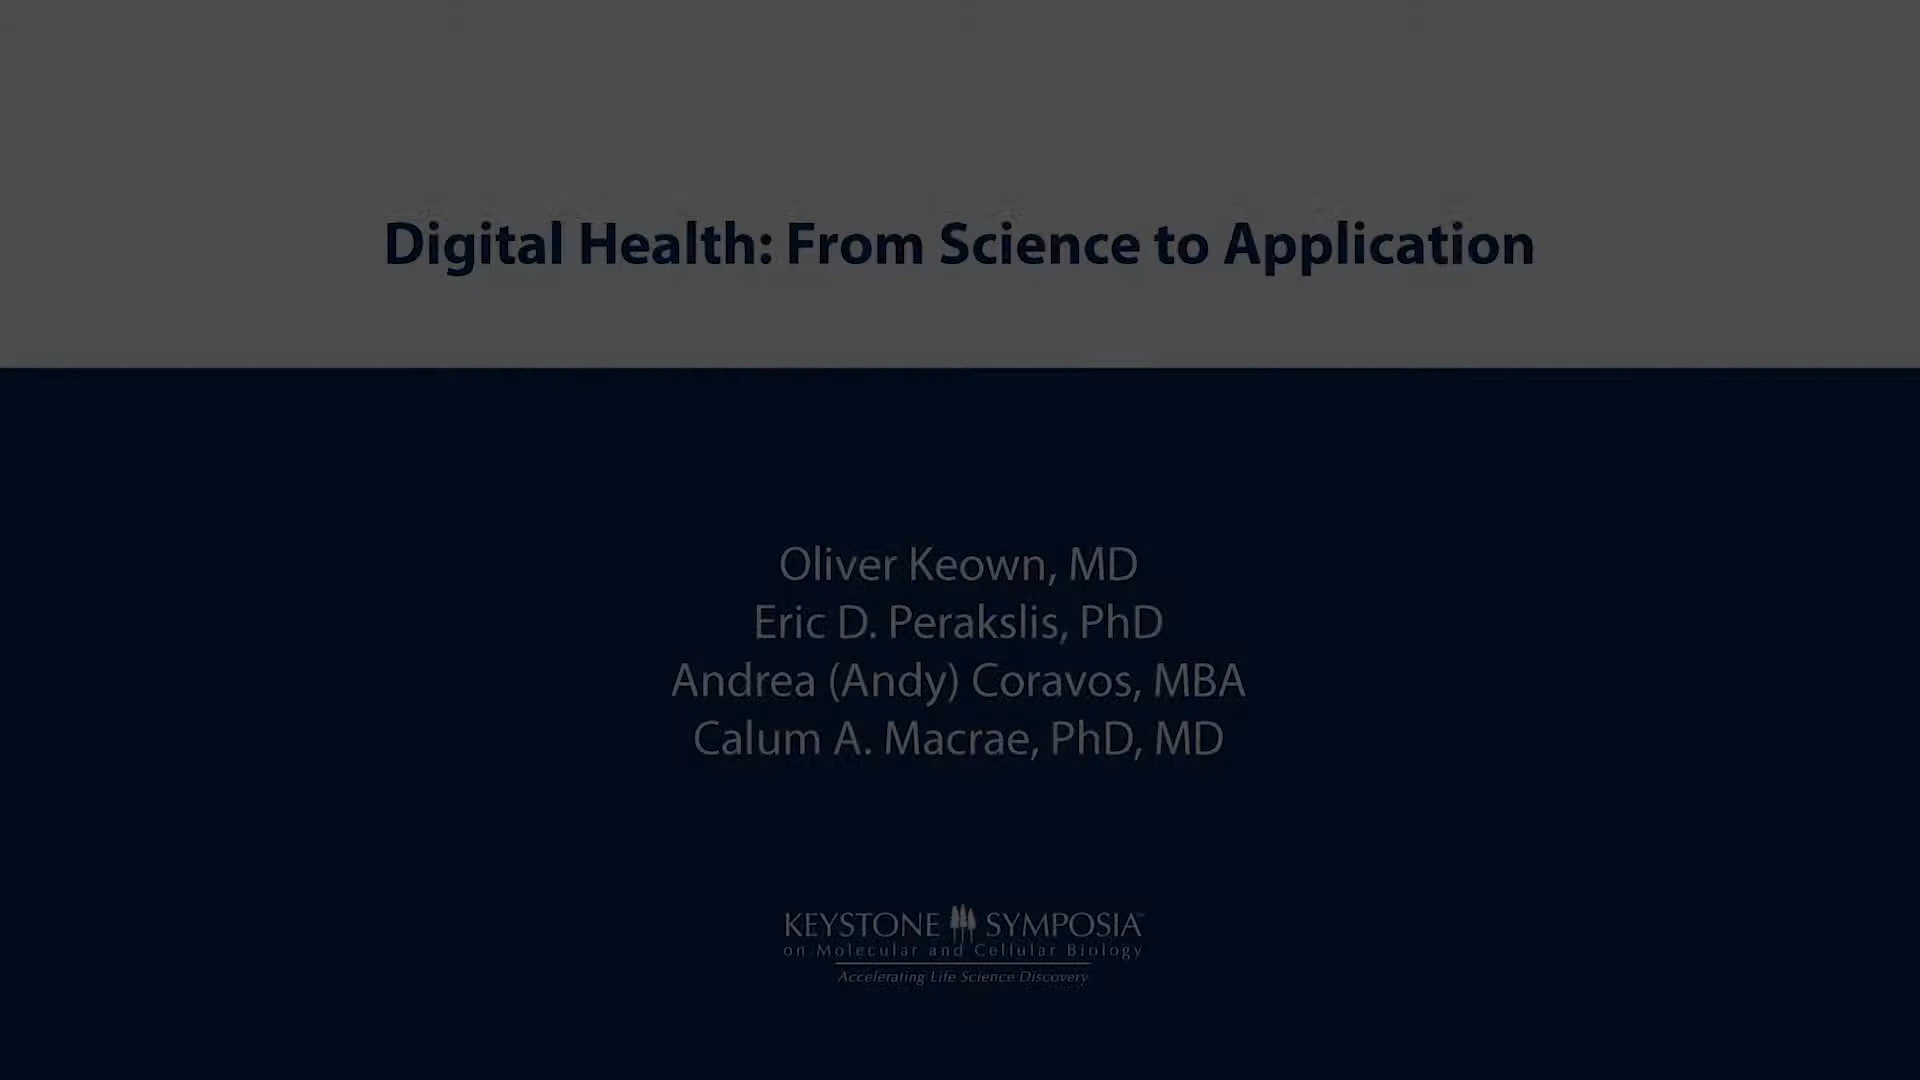 Digital Health: From Science to Application
Oliver Keown, MD
Eric D. Perakslis, PhD
Andrea (Andy) Coravos, MBA
Calum A. Macrae, PhD, MD
KEYSTONE SYMPOSIA™
on Molecular and Cellular Biology
Accelerating Life Science Discovery